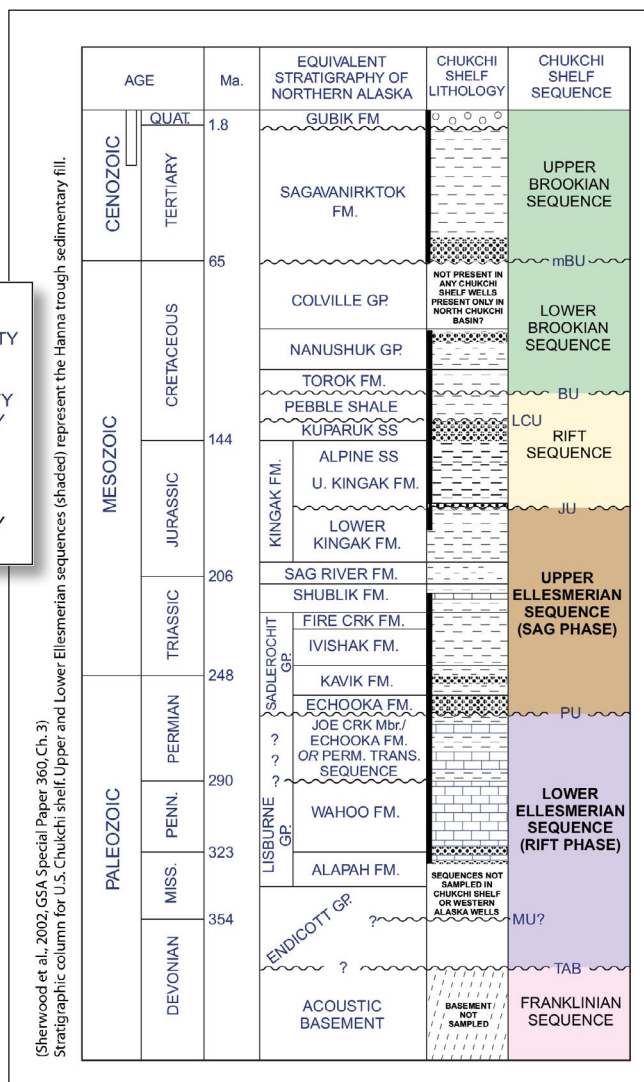 AGE
Ma.
EQUIVALENT
STRATIGRAPHY OF
NORTHERN ALASKA
CHUKCHI
SHELF
LITHOLOGY
CHUKCHI
SHELF
SEQUENCE
CENOZOIC
QUAT.
TERTIARY
1.8
GUBIK FM
SAGAVANIRKTOK
FM.
UPPER
BROOKIAN
SEQUENCE
65
mBU
MESOZOIC
CRETACEOUS
COLVILLE GP.
NOT PRESENT IN
ANY CHUKCHI
SHELF WELLS
PRESENT ONLY IN
NORTH CHUKCHI
BASIN?
LOWER
BROOKIAN
SEQUENCE
NANUSHUK GP.
TOROK FM.
BU
PEBBLE SHALE
LCU
KUPARUK SS
RIFT
SEQUENCE
144
JURASSIC
KINGAK FM.
ALPINE SS
U. KINGAK FM.
JU
LOWER
KINGAK FM.
206
SAG RIVER FM.
UPPER
ELLESMERIAN
SEQUENCE
(SAG PHASE)
TRIASSIC
SHUBLIK FM.
SADLEROCHIT
GP.
FIRE CRK FM.
IVISHAK FM.
248
KAVIK FM.
ECHOOKA FM.
PU
PALEOZOIC
PERMIAN
?
?
?
JOE CRK Mbr./
ECHOOKA FM.
OR PERM. TRANS.
SEQUENCE
290
LOWER
ELLESMERIAN
SEQUENCE
(RIFT PHASE)
PENN.
LISBURNE
GP.
WAHOO FM.
323
MISS.
ALAPAH FM.
SEQUENCES NOT
SAMPLED IN
CHUKCHI SHELF
OR WESTERN
ALASKA WELLS
354
ENDICOTT GP.
?
MU?
DEVONIAN
?
TAB
ACOUSTIC
BASEMENT
BASEMENT
NOT
SAMPLED
FRANKLINIAN
SEQUENCE
(Sherwood et al., 2002, GSA Special Paper 360, Ch. 3)
Stratigraphic column for U.S. Chukchi shelf. Upper and Lower Ellesmerian sequences (shaded) represent the Hanna trough sedimentary fill.